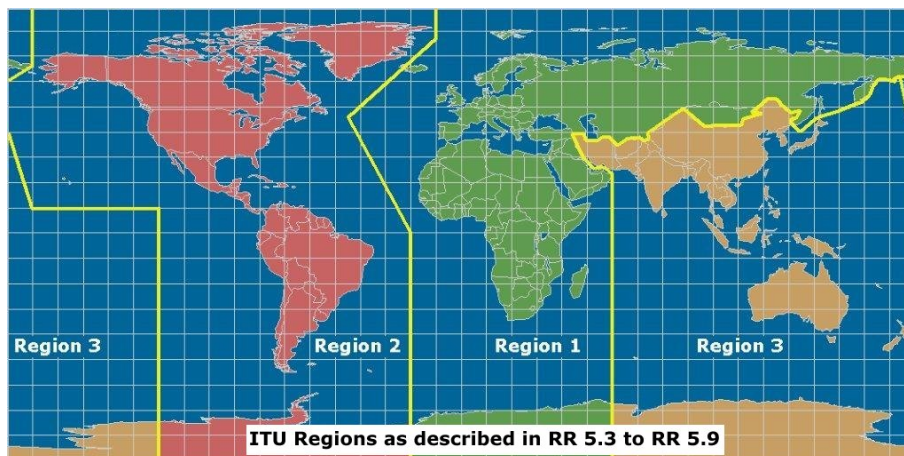 Region 3
Region 2
Region 1
Region 3
ITU Regions as described in RR 5.3 to RR 5.9